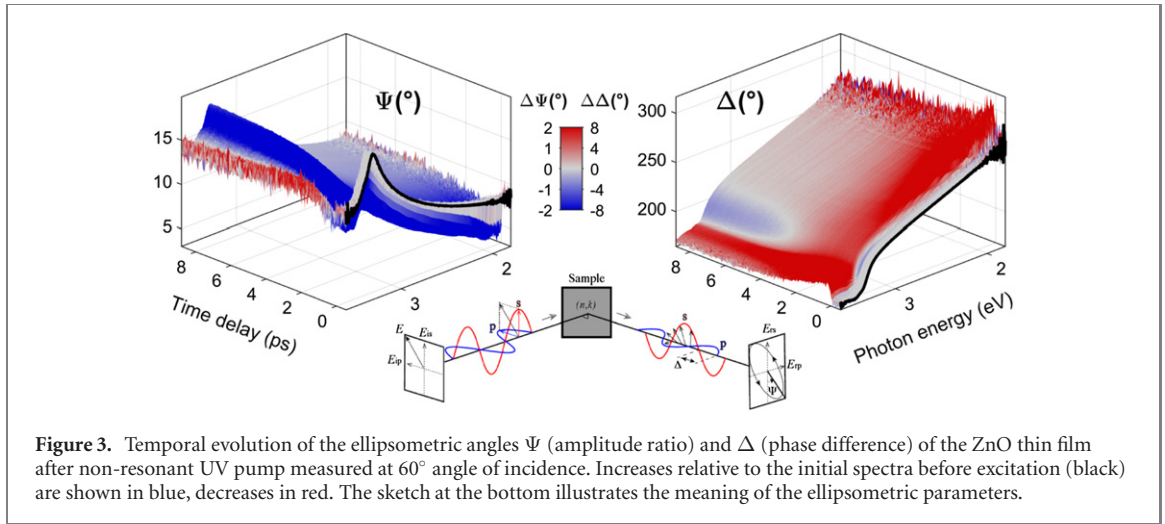 Ψ(°)
ΔΨ(°) ΔΔ(°)
Δ(°)
15
10
5
2 8
1 4
0 0
-1 -4
-2 -8
300
250
200
8
6
4
2
0
Time delay (ps)
3
2
8
6
4
2
0
3
2
Photon energy (eV)
Sample
(n,k)
s
p
E
Eis
Eip
s
p
Δ
Ers
Erp
Ψ
Figure 3. Temporal evolution of the ellipsometric angles Ψ (amplitude ratio) and Δ (phase difference) of the ZnO thin film
after non-resonant UV pump measured at 60° angle of incidence. Increases relative to the initial spectra before excitation (black)
are shown in blue, decreases in red. The sketch at the bottom illustrates the meaning of the ellipsometric parameters.